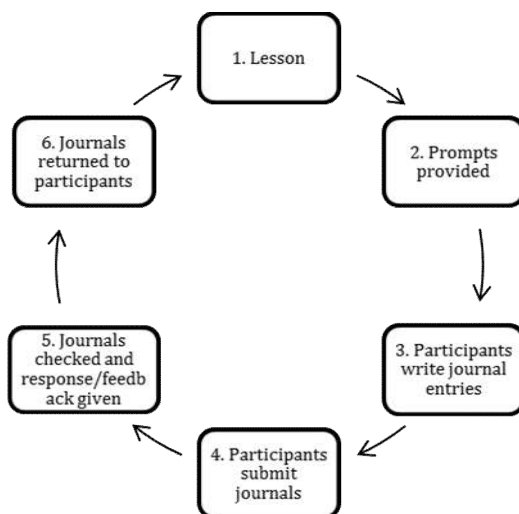 1. Lesson
2. Prompts
provided
3. Participants
write journal
entries
4. Participants
submit
journals
5. Journals
checked and
response/feedb
ack given
6. Journals
returned to
participants